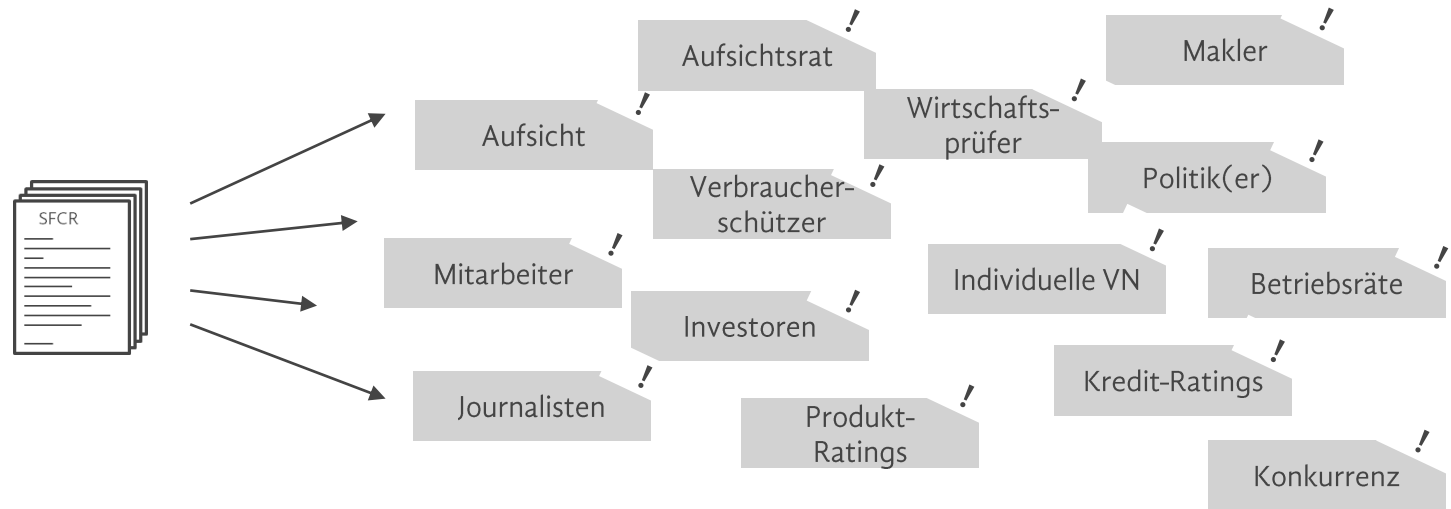 SFCR
Aufsicht
Aufsichtsrat
Wirtschafts-
prüfer
Makler
Verbraucher-
schützer
Politik(er)
Mitarbeiter
Investoren
Individuelle VN
Betriebsräte
Journalisten
Produkt-
Ratings
Kredit-Ratings
Konkurrenz
!
!
!
!
!
!
!
!
!
!
!
!
!
!